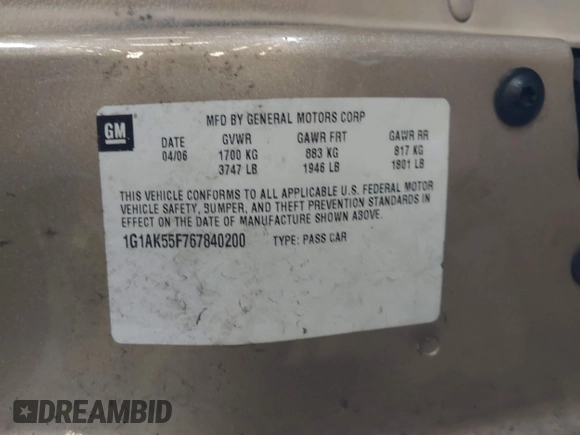 GM
MFD BY GENERAL MOTORS CORP
DATE GVWR GAWR FRT GAWR RR
04/06 1700 KG 883 KG 817 KG
3747 LB 1946 LB 1801 LB
THIS VEHICLE CONFORMS TO ALL APPLICABLE U.S. FEDERAL MOTOR
VEHICLE SAFETY, BUMPER, AND THEFT PREVENTION STANDARDS IN
EFFECT ON THE DATE OF MANUFACTURE SHOWN ABOVE.
1G1AK55F767840200 TYPE: PASS CAR
DREAMBID